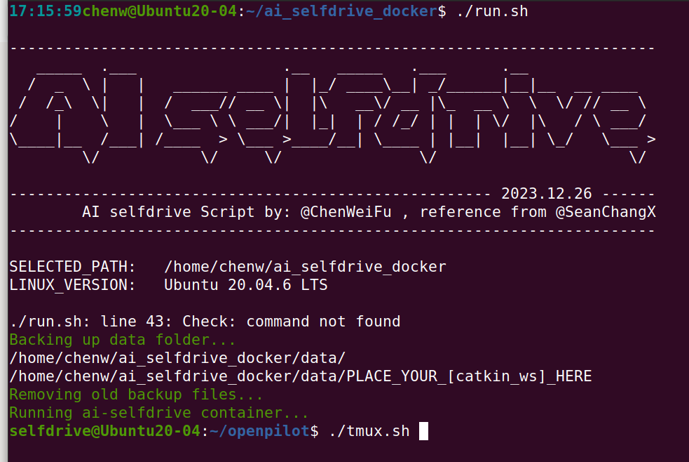 17:15:59chenw@Ubuntu20-04:~/ai_selfdrive_docker$ ./run.sh
-----------------------------------------------------------------------
AI selfdrive
----------------------------------------------------- 2023.12.26 ------
AI selfdrive Script by: @ChenWeiFu , reference from @SeanChangX
-----------------------------------------------------------------------
SELECTED_PATH:   /home/chenw/ai_selfdrive_docker
LINUX_VERSION:   Ubuntu 20.04.6 LTS
./run.sh: line 43: Check: command not found
Backing up data folder...
/home/chenw/ai_selfdrive_docker/data/
/home/chenw/ai_selfdrive_docker/data/PLACE_YOUR_[catkin_ws]_HERE
Removing old backup files...
Running ai-selfdrive container...
selfdrive@Ubuntu20-04:~/openpilot$ ./tmux.sh